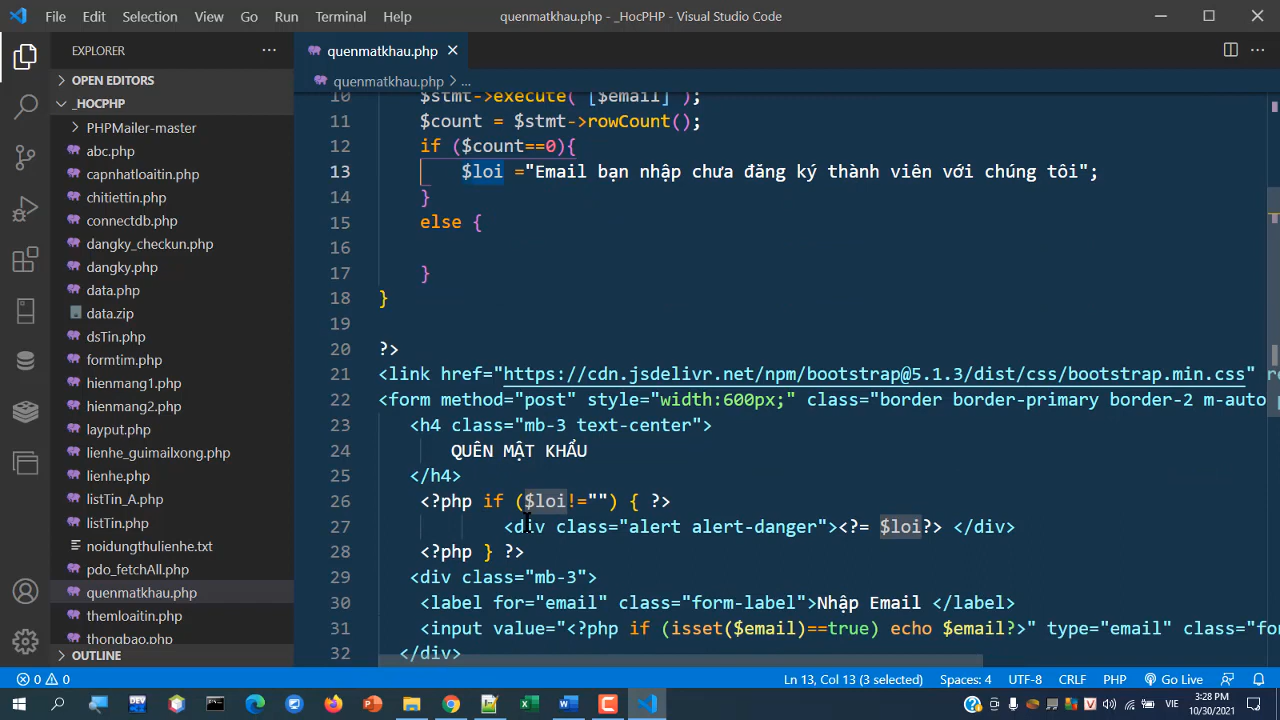 File Edit Selection View Go Run Terminal Help quenmatkhau.php - _HocPHP - Visual Studio Code
EXPLORER
OPEN EDITORS
_HOCPHP
PHPMailer-master
abc.php
capnhatloaitin.php
chitiettin.php
connectdb.php
dangky_checkun.php
dangky.php
data.php
data.zip
dsTin.php
formtim.php
hienmang1.php
hienmang2.php
layput.php
lienhe_guimailxong.php
lienhe.php
listTin_A.php
listTin.php
noidungthulienhe.txt
pdo_fetchAll.php
quenmatkhau.php
themloaitin.php
thongbao.php
OUTLINE
quenmatkhau.php
quenmatkhau.php > ...
10 $stmt->execute( [$email] );
11 $count = $stmt->rowCount();
12 if ($count==0){
13 $loi ="Email bạn nhập chưa đăng ký thành viên với chúng tôi";
14 }
15 else {
16
17 }
18 }
19
20 ?>
21 <link href="https://cdn.jsdelivr.net/npm/bootstrap@5.1.3/dist/css/bootstrap.min.css" re
22 <form method="post" style="width:600px;" class="border border-primary border-2 m-auto p
23 <h4 class="mb-3 text-center">
24 QUÊN MẬT KHẨU
25 </h4>
26 <?php if ($loi!="") { ?>
27 <div class="alert alert-danger"><?= $loi?> </div>
28 <?php } ?>
29 <div class="mb-3">
30 <label for="email" class="form-label">Nhập Email </label>
31 <input value="<?php if (isset($email)==true) echo $email?>" type="email" class="for
32 </div>
0 0 Ln 13, Col 13 (3 selected) Spaces: 4 UTF-8 CRLF PHP Go Live
VIE 3:28 PM
10/30/2021